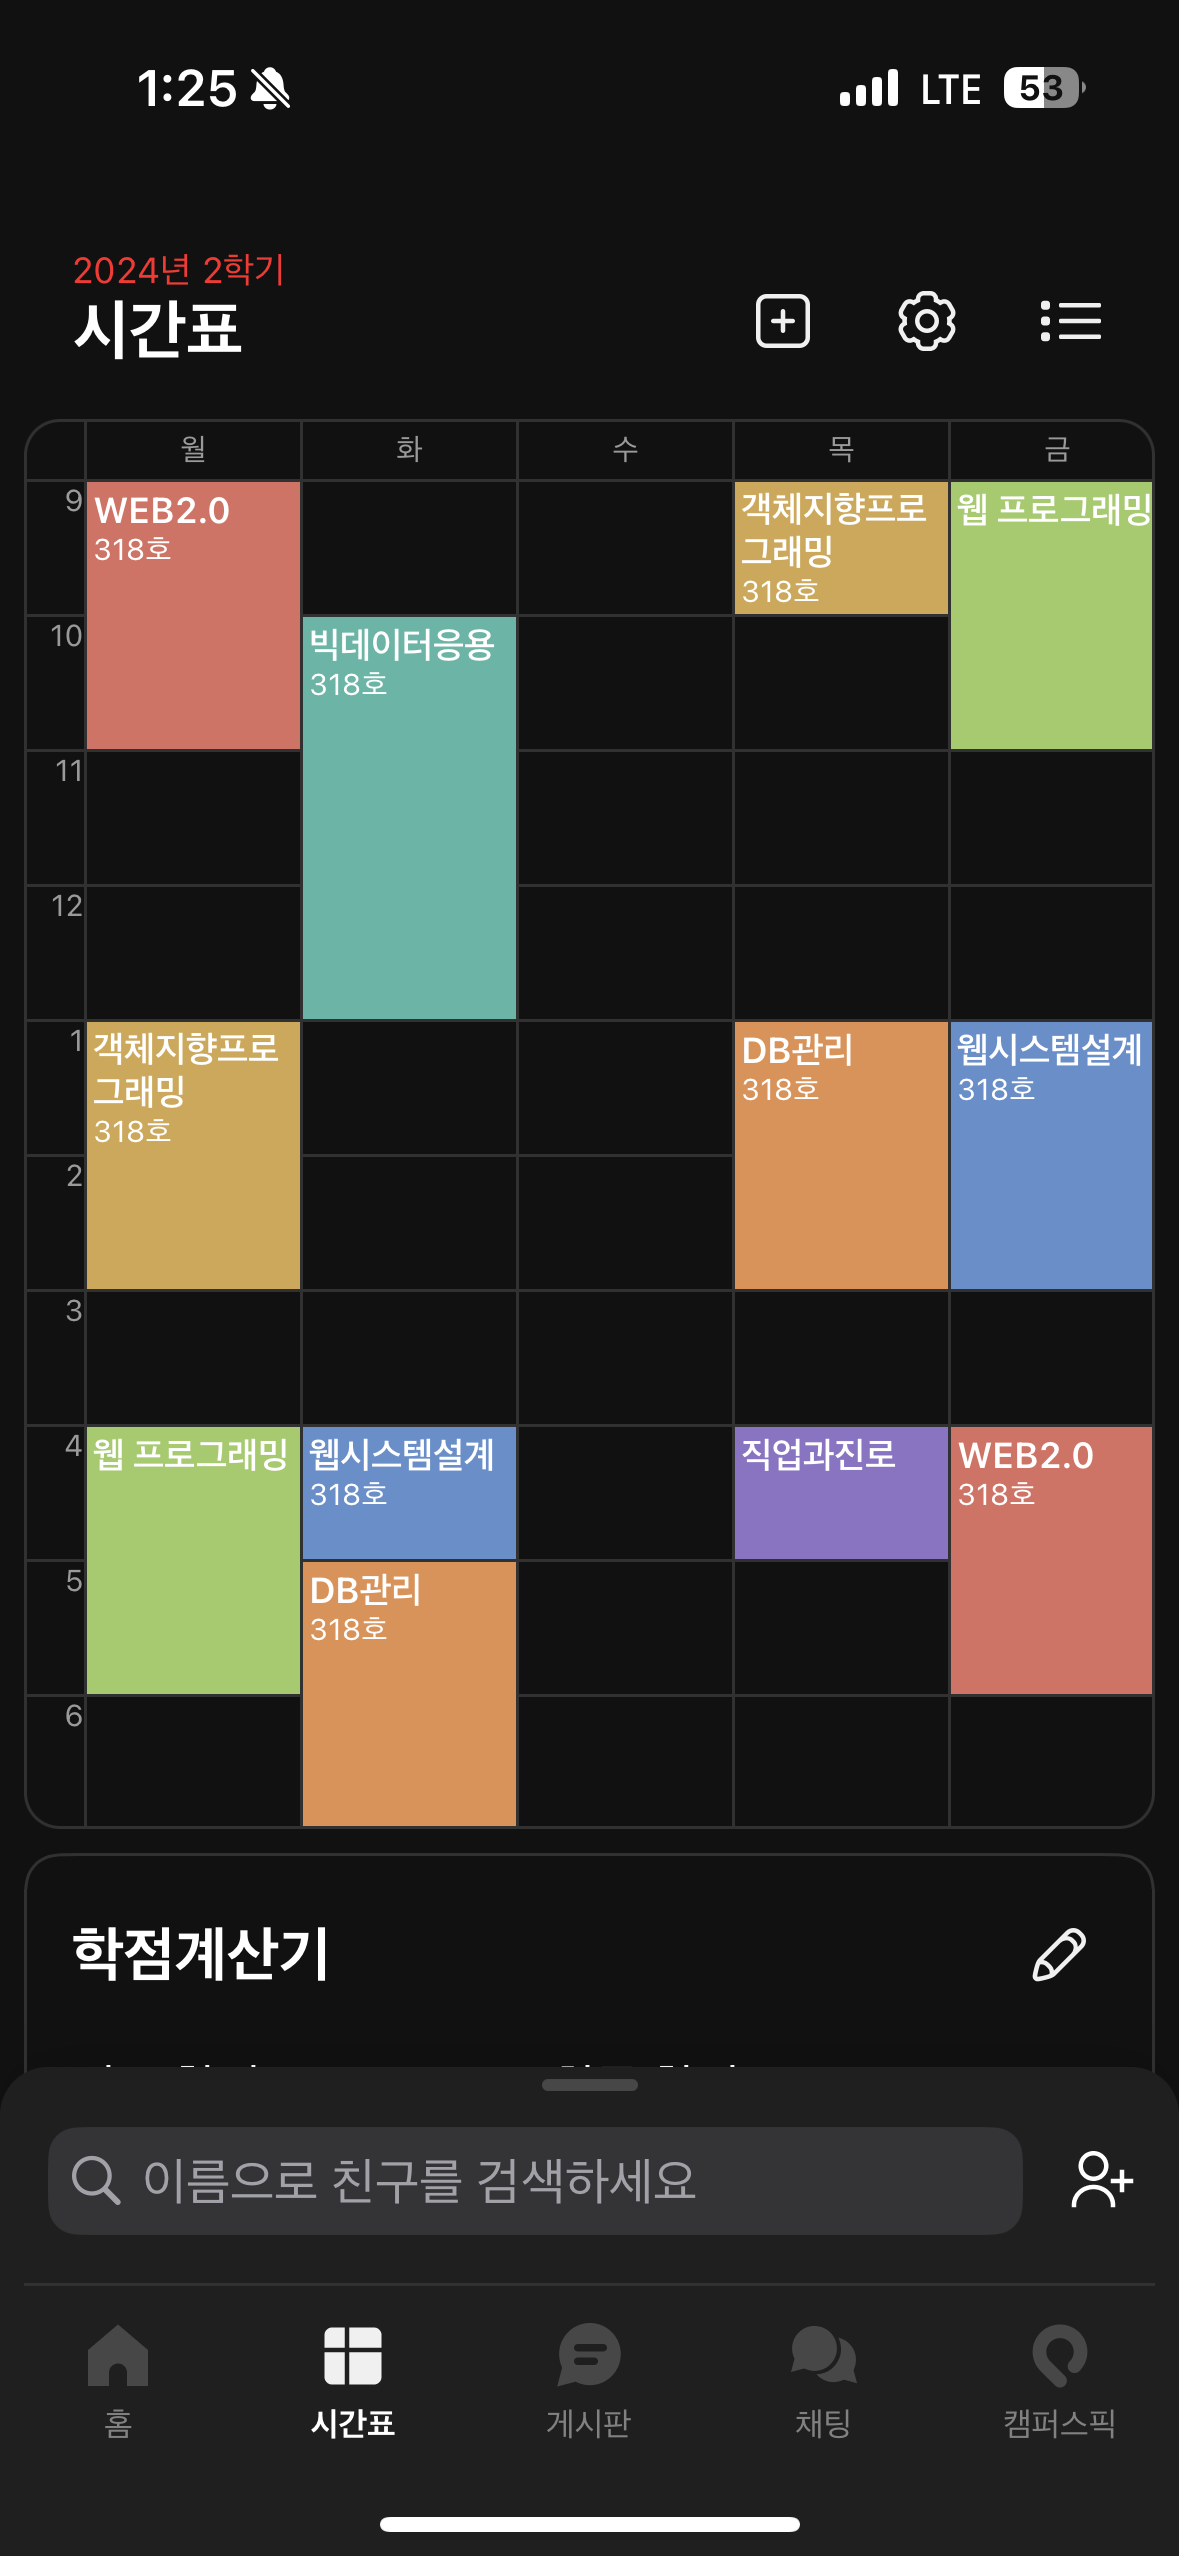 1:25
LTE
53
2024년 2학기
시간표
월 화 수 목 금
9
WEB2.0
318호
객체지향프로
그래밍
318호
웹 프로그래밍
10
빅데이터응용
318호
11
12
1
객체지향프로
그래밍
318호
DB관리
318호
웹시스템설계
318호
2
3
4
웹 프로그래밍
웹시스템설계
318호
직업과진로
WEB2.0
318호
5
DB관리
318호
6
학점계산기
이름으로 친구를 검색하세요
홈 시간표 게시판 채팅 캠퍼스픽